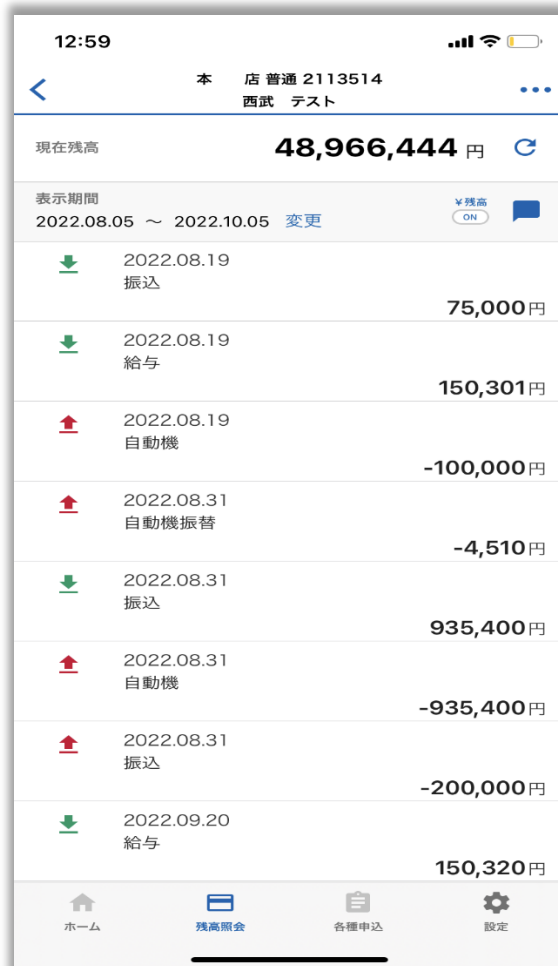 12:59
本 店 普通 2113514
西武 テスト
現在残高 48,966,444 円
表示期間
2022.08.05 ～ 2022.10.05 変更
¥残高
ON
2022.08.19
振込
75,000円
2022.08.19
給与
150,301円
2022.08.19
自動機
-100,000円
2022.08.31
自動機振替
-4,510円
2022.08.31
振込
935,400円
2022.08.31
自動機
-935,400円
2022.08.31
振込
-200,000円
2022.09.20
給与
150,320円
ホーム 残高照会 各種申込 設定